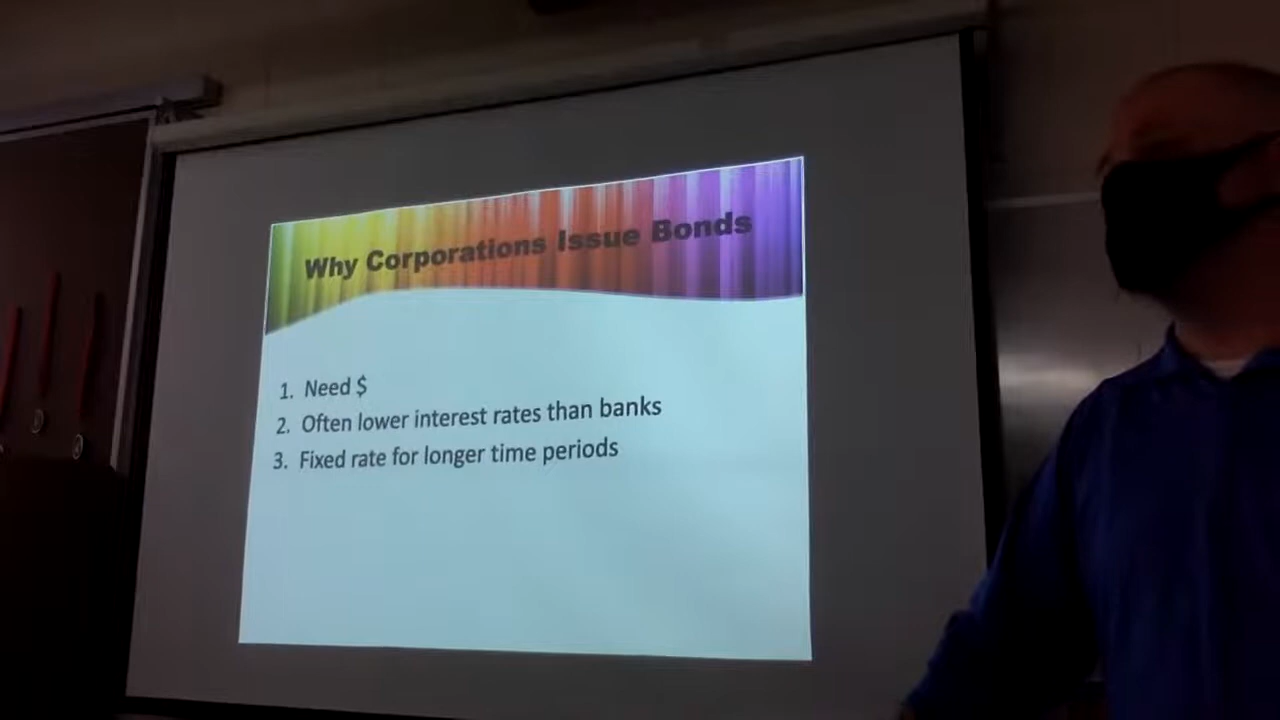 Why Corporations Issue Bonds
1. Need $
2. Often lower interest rates than banks
3. Fixed rate for longer time periods